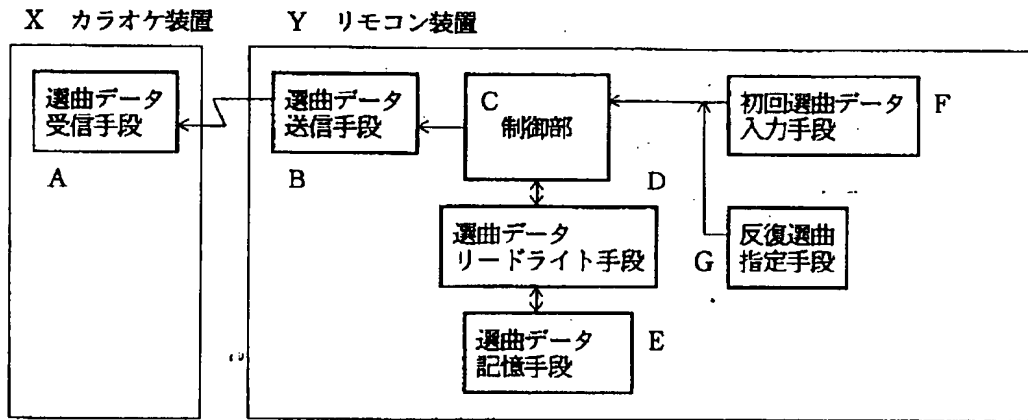 X カラオケ装置
Y リモコン装置
選曲データ
受信手段
A
選曲データ
送信手段
B
C
制御部
初回選曲データ
入力手段
F
D
選曲データ
リードライト手段
G
反復選曲
指定手段
選曲データ
記憶手段
E